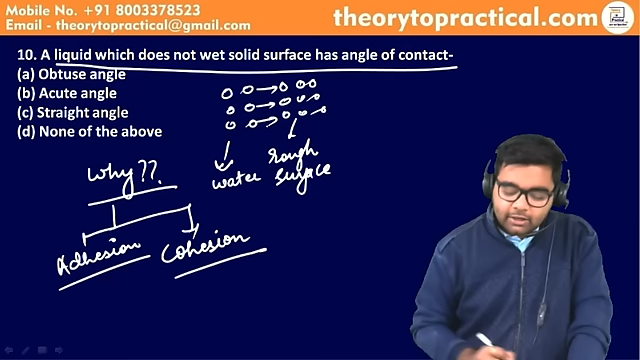 Mobile No. +91 8003378523
Email - theorytopractical@gmail.com
theorytopractical.com
10. A liquid which does not wet solid surface has angle of contact-
(a) Obtuse angle
(b) Acute angle
(c) Straight angle
(d) None of the above
Why??
water
rough
surface
Adhesion
Cohesion